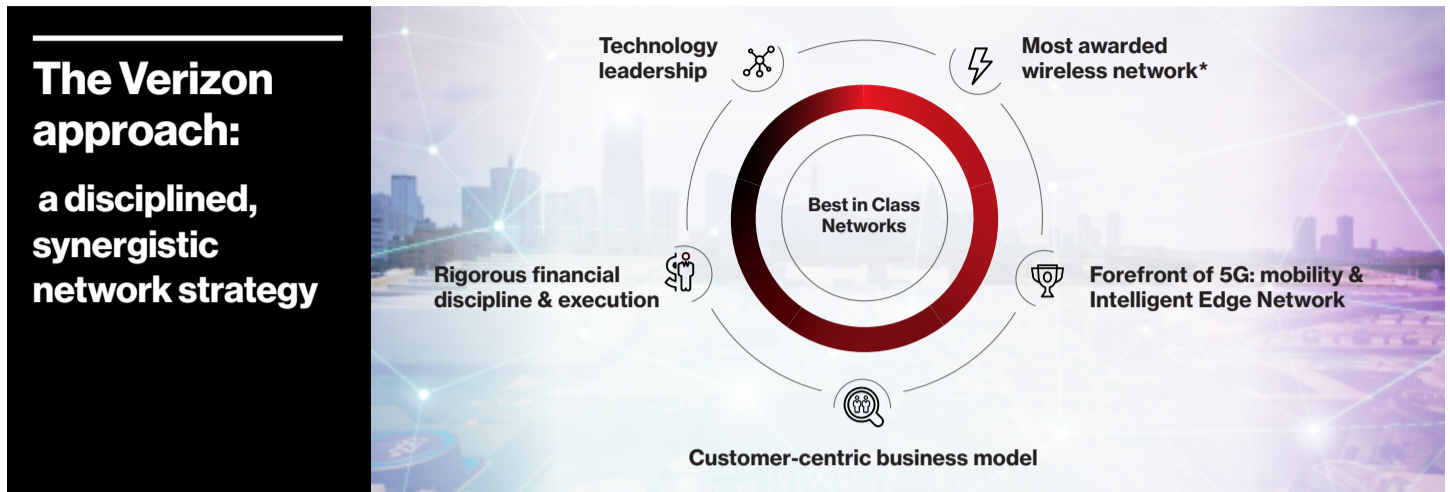 The Verizon
approach:
a disciplined,
synergistic
network strategy
Technology
leadership
Most awarded
wireless network*
Best in Class
Networks
Rigorous financial
discipline & execution
Forefront of 5G: mobility &
Intelligent Edge Network
Customer-centric business model